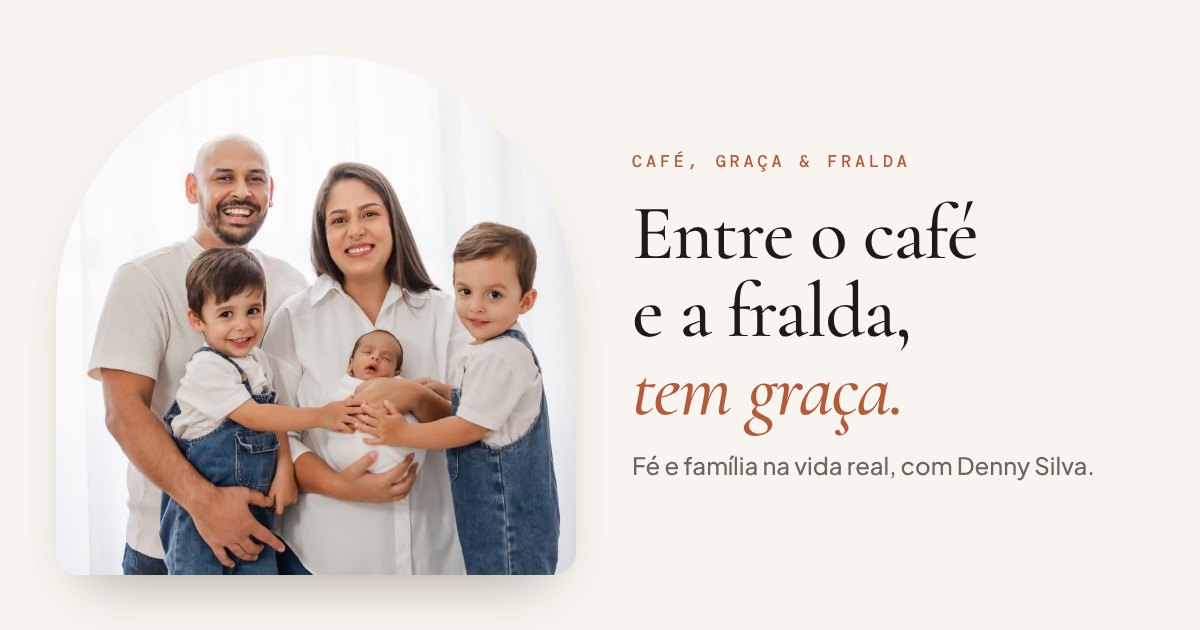 CAFÉ, GRAÇA & FRALDA
Entre o café
e a fralda,
tem graça.
Fé e família na vida real, com Denny Silva.